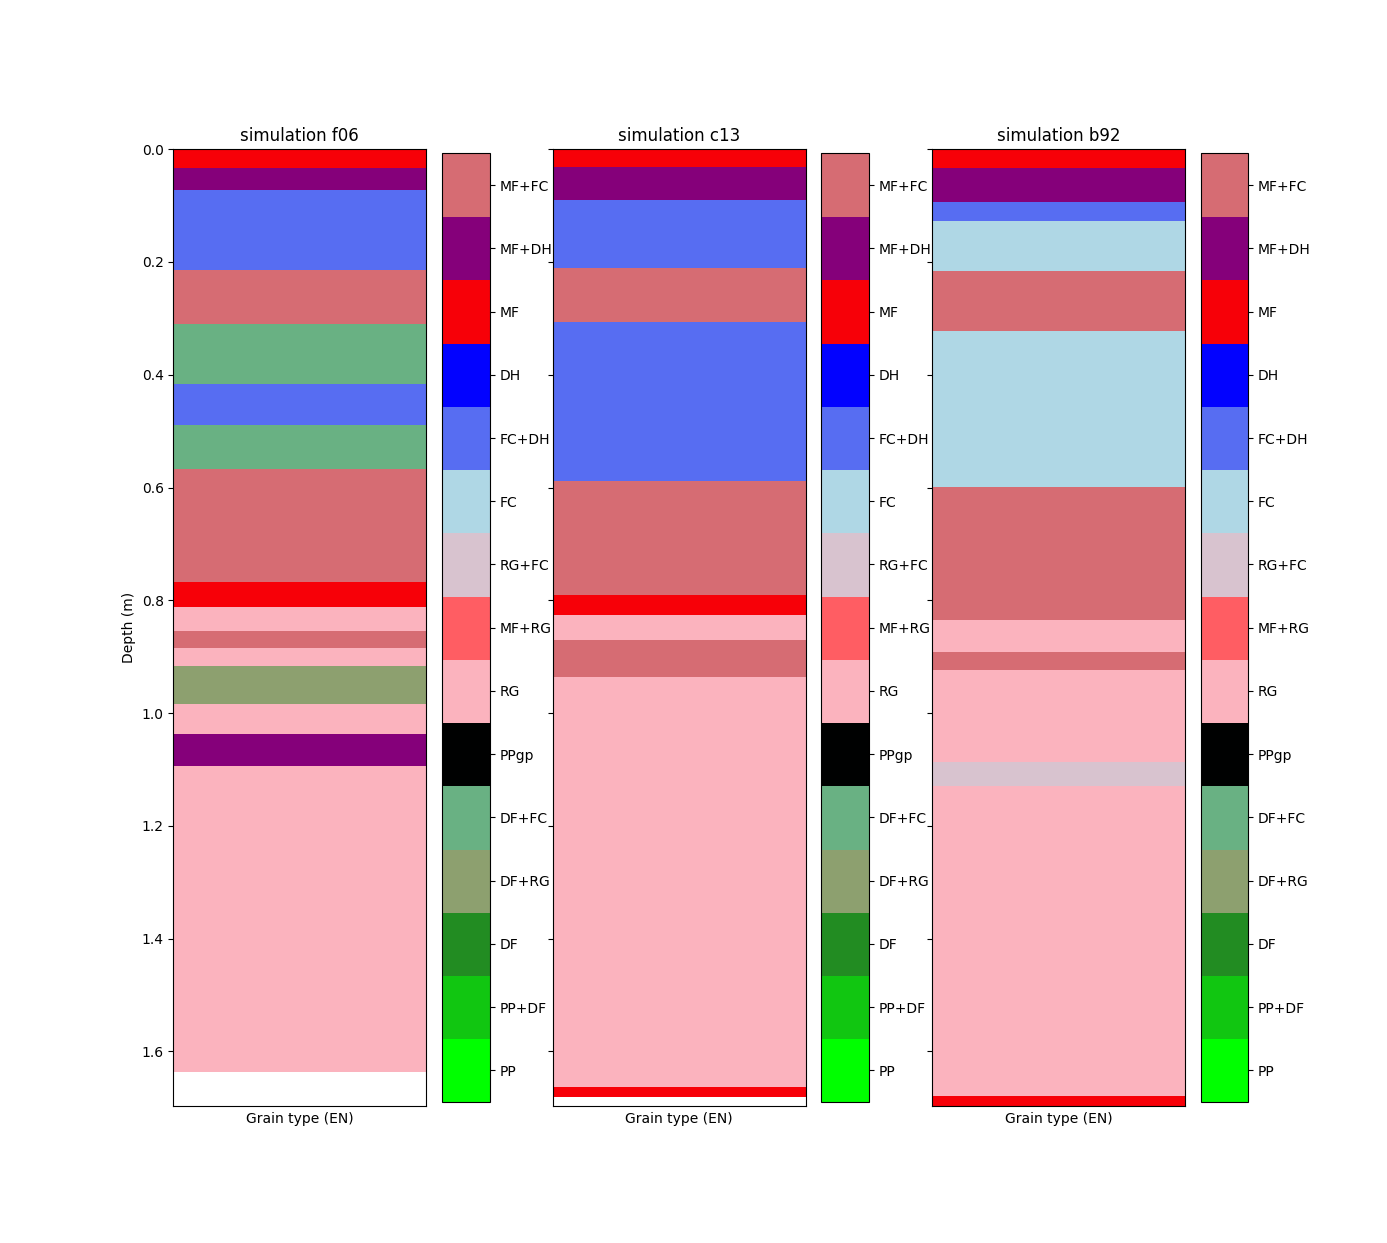 simulation f06
simulation c13
simulation b92
Depth (m)
0.0
0.2
0.4
0.6
0.8
1.0
1.2
1.4
1.6
Grain type (EN)
MF+FC
MF+DH
MF
DH
FC+DH
FC
RG+FC
MF+RG
RG
PPgp
DF+FC
DF+RG
DF
PP+DF
PP
Grain type (EN)
MF+FC
MF+DH
MF
DH
FC+DH
FC
RG+FC
MF+RG
RG
PPgp
DF+FC
DF+RG
DF
PP+DF
PP
Grain type (EN)
MF+FC
MF+DH
MF
DH
FC+DH
FC
RG+FC
MF+RG
RG
PPgp
DF+FC
DF+RG
DF
PP+DF
PP